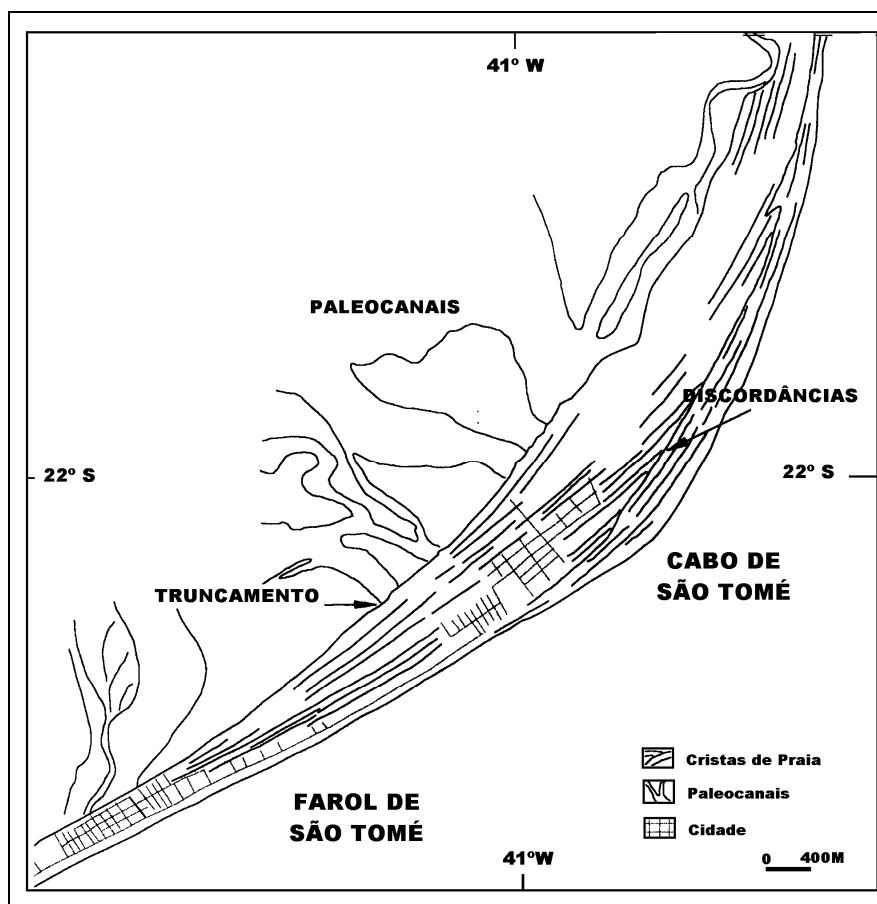 41º W
PALEOCANAIS
DISCORDÂNCIAS
22º S
22º S
CABO DE
SÃO TOMÉ
TRUNCAMENTO
Cristas de Praia
Paleocanais
FAROL DE
SÃO TOMÉ
Cidade
41ºW
0 400M